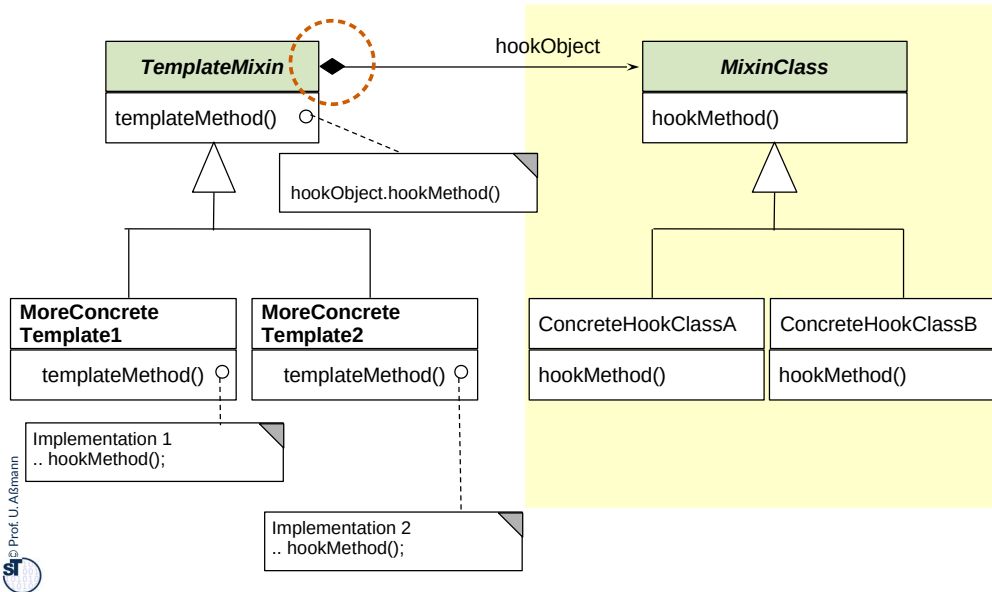 hookObject
TemplateMixin
MixinClass
templateMethod()
hookMethod()
hookObject.hookMethod()
MoreConcrete
Template1
MoreConcrete
Template2
ConcreteHookClassA
ConcreteHookClassB
templateMethod()
templateMethod()
hookMethod()
hookMethod()
Implementation 1
.. hookMethod();
Implementation 2
.. hookMethod();
© Prof. U. Aßmann
ST